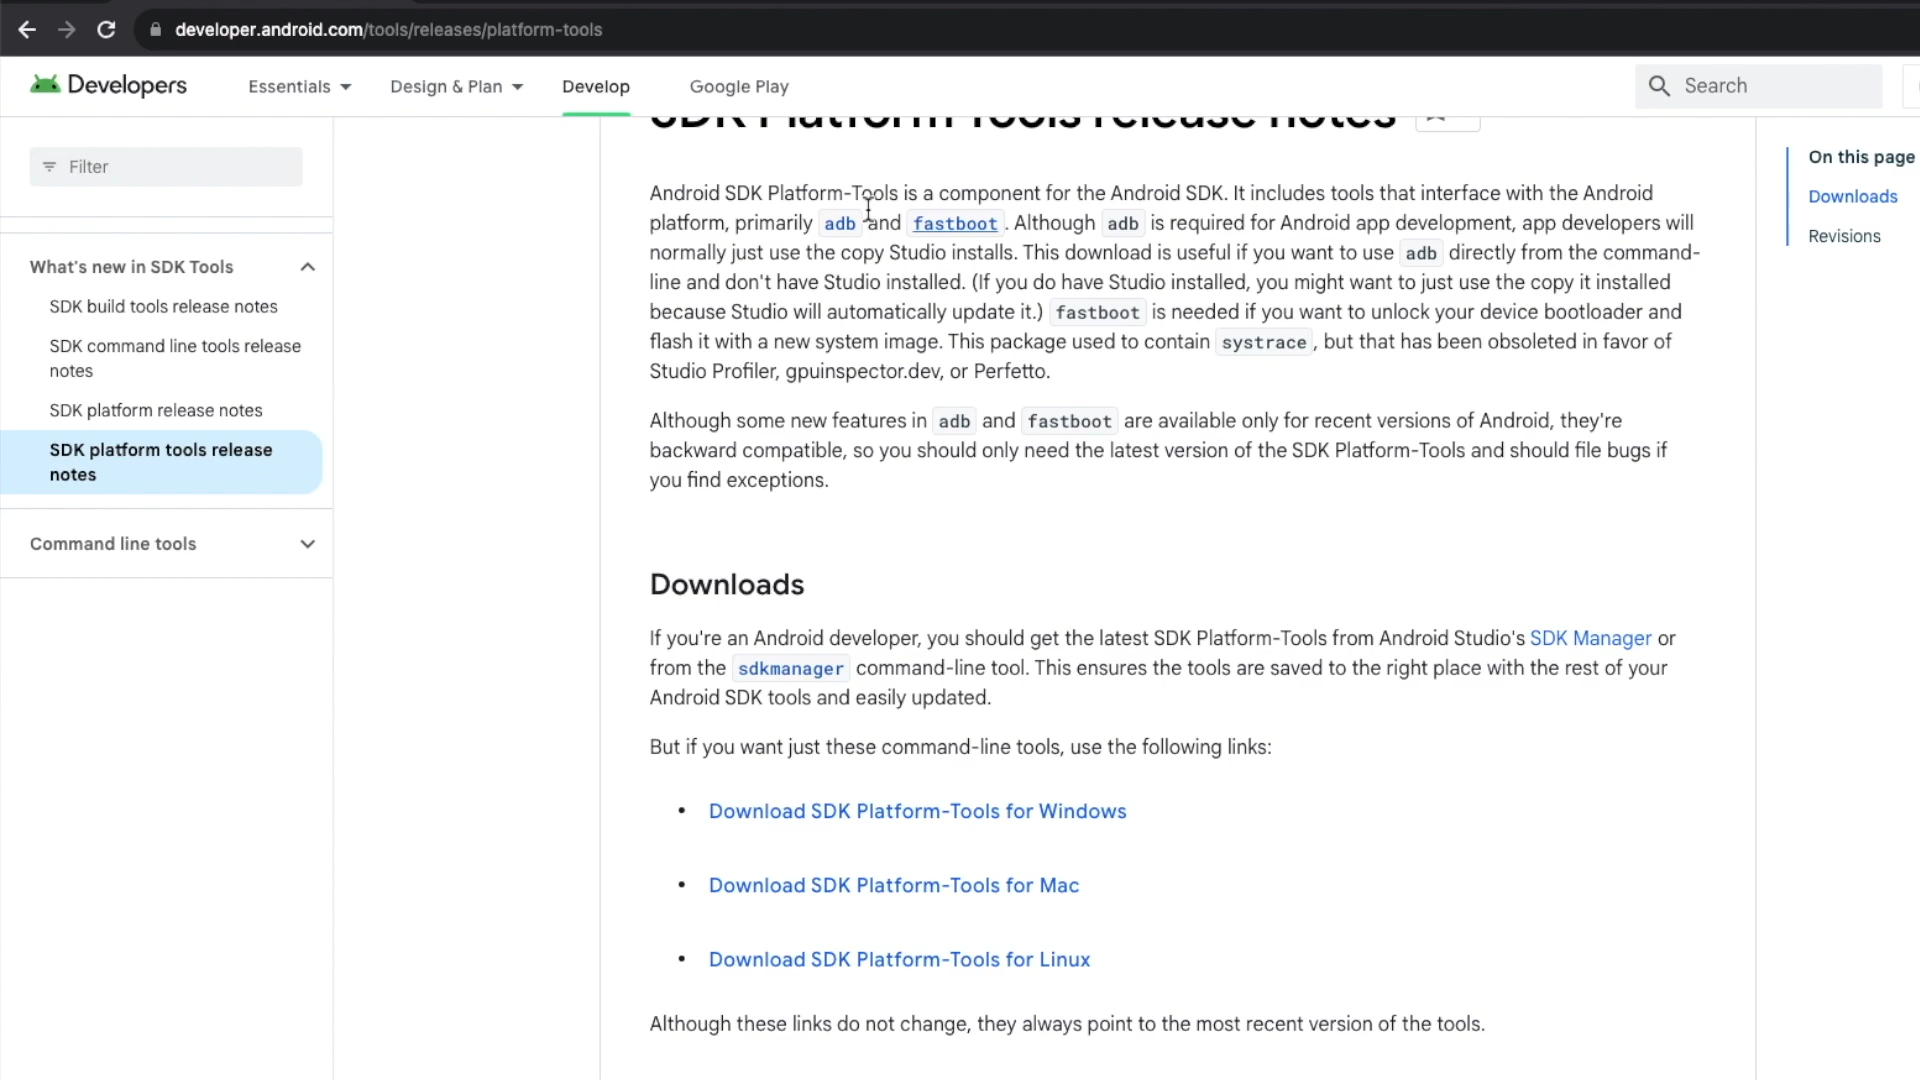 developer.android.com/tools/releases/platform-tools
Developers
Essentials
Design & Plan
Develop
Google Play
Search
Filter
What's new in SDK Tools
SDK build tools release notes
SDK command line tools release
notes
SDK platform release notes
SDK platform tools release
notes
Command line tools
SDK Platform Tools release notes
Android SDK Platform-Tools is a component for the Android SDK. It includes tools that interface with the Android
platform, primarily adb and fastboot. Although adb is required for Android app development, app developers will
normally just use the copy Studio installs. This download is useful if you want to use adb directly from the command-
line and don't have Studio installed. (If you do have Studio installed, you might want to just use the copy it installed
because Studio will automatically update it.) fastboot is needed if you want to unlock your device bootloader and
flash it with a new system image. This package used to contain systrace, but that has been obsoleted in favor of
Studio Profiler, gpuinspector.dev, or Perfetto.
Although some new features in adb and fastboot are available only for recent versions of Android, they're
backward compatible, so you should only need the latest version of the SDK Platform-Tools and should file bugs if
you find exceptions.
Downloads
If you're an Android developer, you should get the latest SDK Platform-Tools from Android Studio's SDK Manager or
from the sdkmanager command-line tool. This ensures the tools are saved to the right place with the rest of your
Android SDK tools and easily updated.
But if you want just these command-line tools, use the following links:
• Download SDK Platform-Tools for Windows
• Download SDK Platform-Tools for Mac
• Download SDK Platform-Tools for Linux
Although these links do not change, they always point to the most recent version of the tools.
On this page
Downloads
Revisions